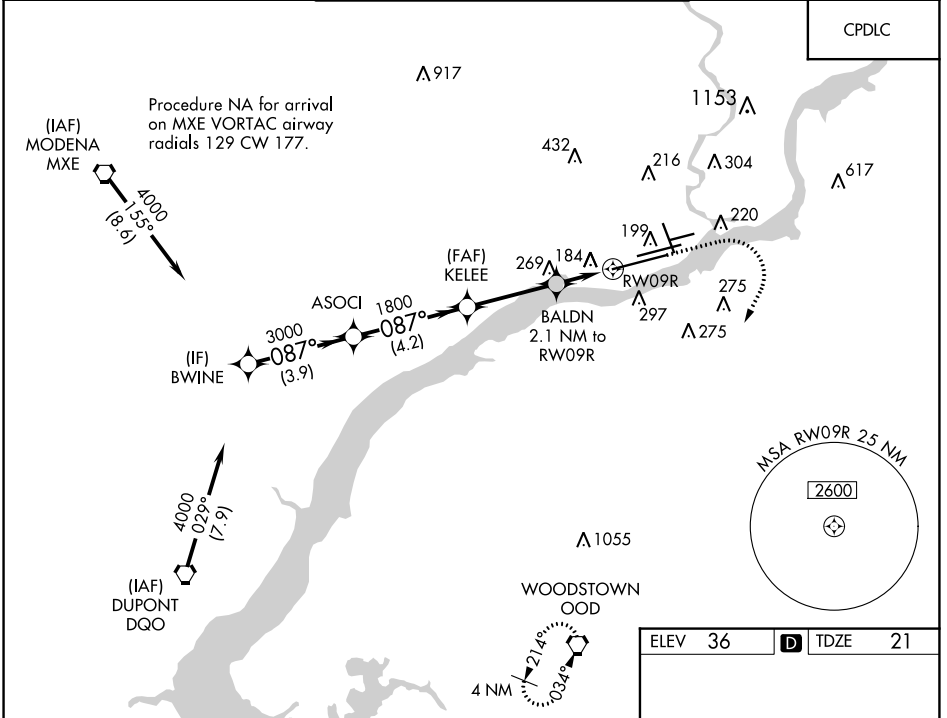 CPDLC
917
1153
Procedure NA for arrival
on MXE VORTAC airway
radials 129 CW 177.
(IAF)
MODENA
MXE
432
216
304
617
4000
155°
(8.6)
199
220
(FAF)
KELEE
269
184
RW09R
ASOCI
1800
087°
(4.2)
297
275
275
BALDN
2.1 NM to
RW09R
3000
087°
(3.9)
(IF)
BWINE
MSA RW09R 25 NM
2600
4000
029°
(7.9)
1055
(IAF)
DUPONT
DQO
WOODSTOWN
OOD
214°
034°
4 NM
ELEV 36 D TDZE 21